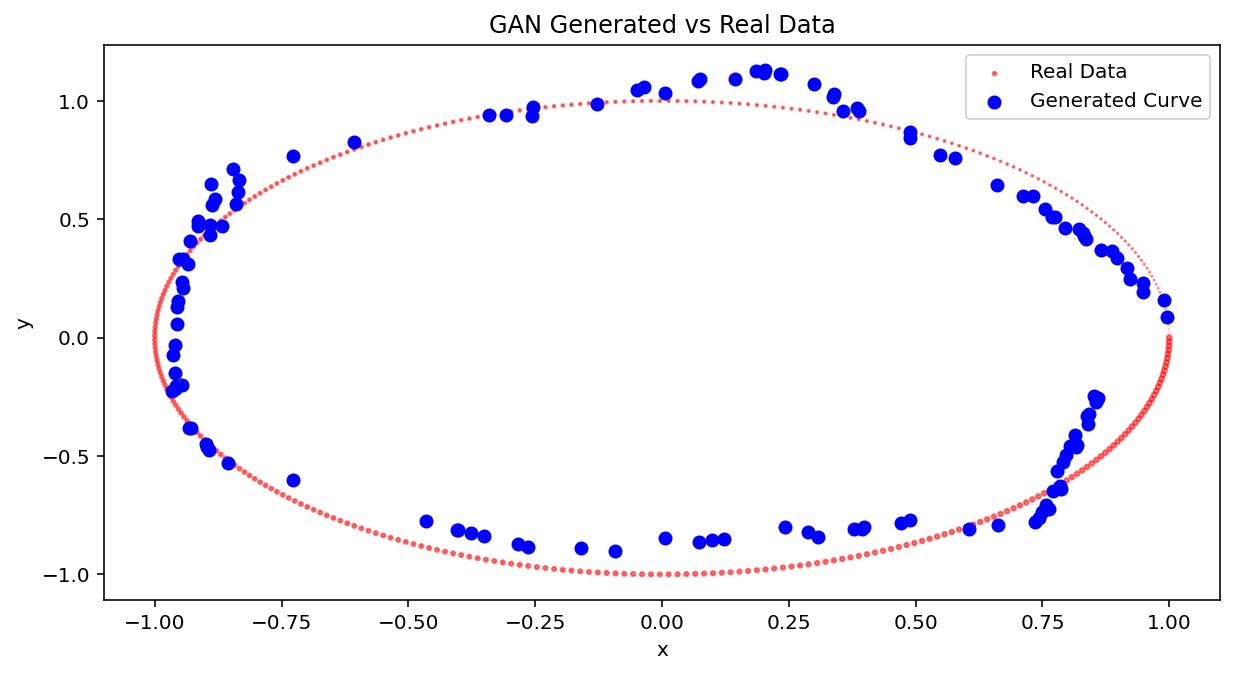 GAN Generated vs Real Data
Real Data
Generated Curve
1.0
0.5
0.0
−0.5
−1.0
y
−1.00 −0.75 −0.50 −0.25 0.00 0.25 0.50 0.75 1.00
x